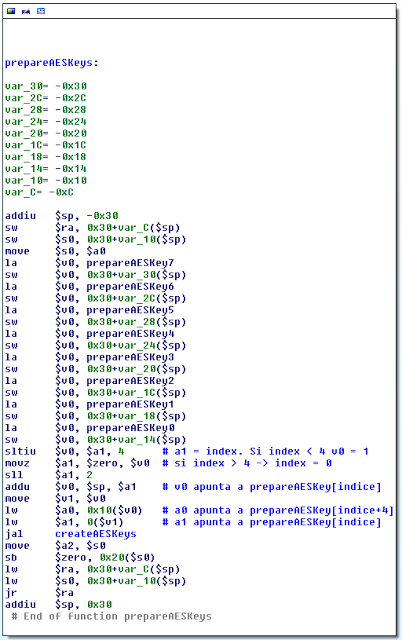 prepareAESKeys:
var_30= -0x30
var_2C= -0x2C
var_28= -0x28
var_24= -0x24
var_20= -0x20
var_1C= -0x1C
var_18= -0x18
var_14= -0x14
var_10= -0x10
var_C= -0xC
addiu $sp, -0x30
sw $ra, 0x30+var_C($sp)
sw $s0, 0x30+var_10($sp)
move $s0, $a0
la $v0, prepareAESKey7
sw $v0, 0x30+var_30($sp)
la $v0, prepareAESKey6
sw $v0, 0x30+var_2C($sp)
la $v0, prepareAESKey5
sw $v0, 0x30+var_28($sp)
la $v0, prepareAESKey4
sw $v0, 0x30+var_24($sp)
la $v0, prepareAESKey3
sw $v0, 0x30+var_20($sp)
la $v0, prepareAESKey2
sw $v0, 0x30+var_1C($sp)
la $v0, prepareAESKey1
sw $v0, 0x30+var_18($sp)
la $v0, prepareAESKey0
sw $v0, 0x30+var_14($sp)
sltiu $v0, $a1, 4 # a1 = index. Si index < 4 v0 = 1
movz $a1, $zero, $v0 # si index > 4 -> index = 0
sll $a1, 2
addu $v0, $sp, $a1 # v0 apunta a prepareAESKey[indice]
move $v1, $v0
lw $a0, 0x10($v0) # a0 apunta a prepareAESKey[indice+4]
lw $a1, 0($v1) # a1 apunta a prepareAESKey[indice]
jal createAESKeys
move $a2, $s0
sb $zero, 0x20($s0)
lw $ra, 0x30+var_C($sp)
lw $s0, 0x30+var_10($sp)
jr $ra
addiu $sp, 0x30
# End of function prepareAESKeys